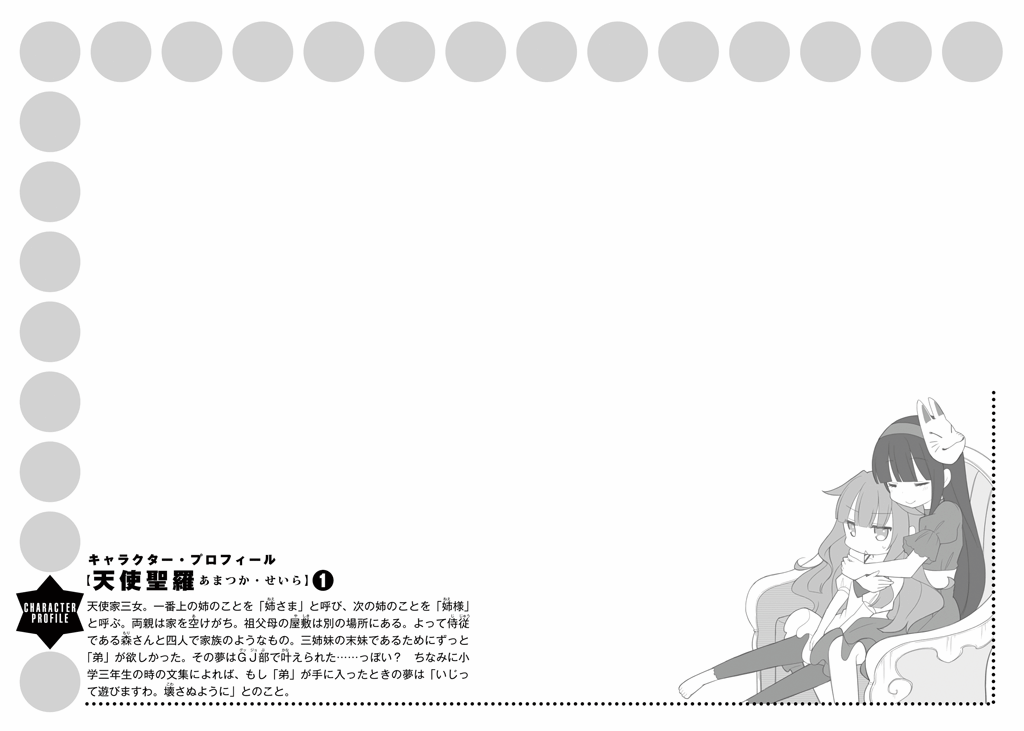 キャラクター・プロフィール
【天使聖羅 あまつか・せいら】❶
天使家三女。一番上の姉のことを「姉さま」と呼び、次の姉のことを「姉様」
と呼ぶ。両親は家を空けがち。祖父母の屋敷は別の場所にある。よって侍従
である森さんと四人で家族のようなもの。三姉妹の末妹であるためにずっと
「弟」が欲しかった。その夢はＧＪ部で叶えられた……っぽい？　ちなみに小
学三年生の時の文集によれば、もし「弟」が手に入ったときの夢は「いじっ
て遊びますわ。壊さぬように」とのこと。
CHARACTER
PROFILE